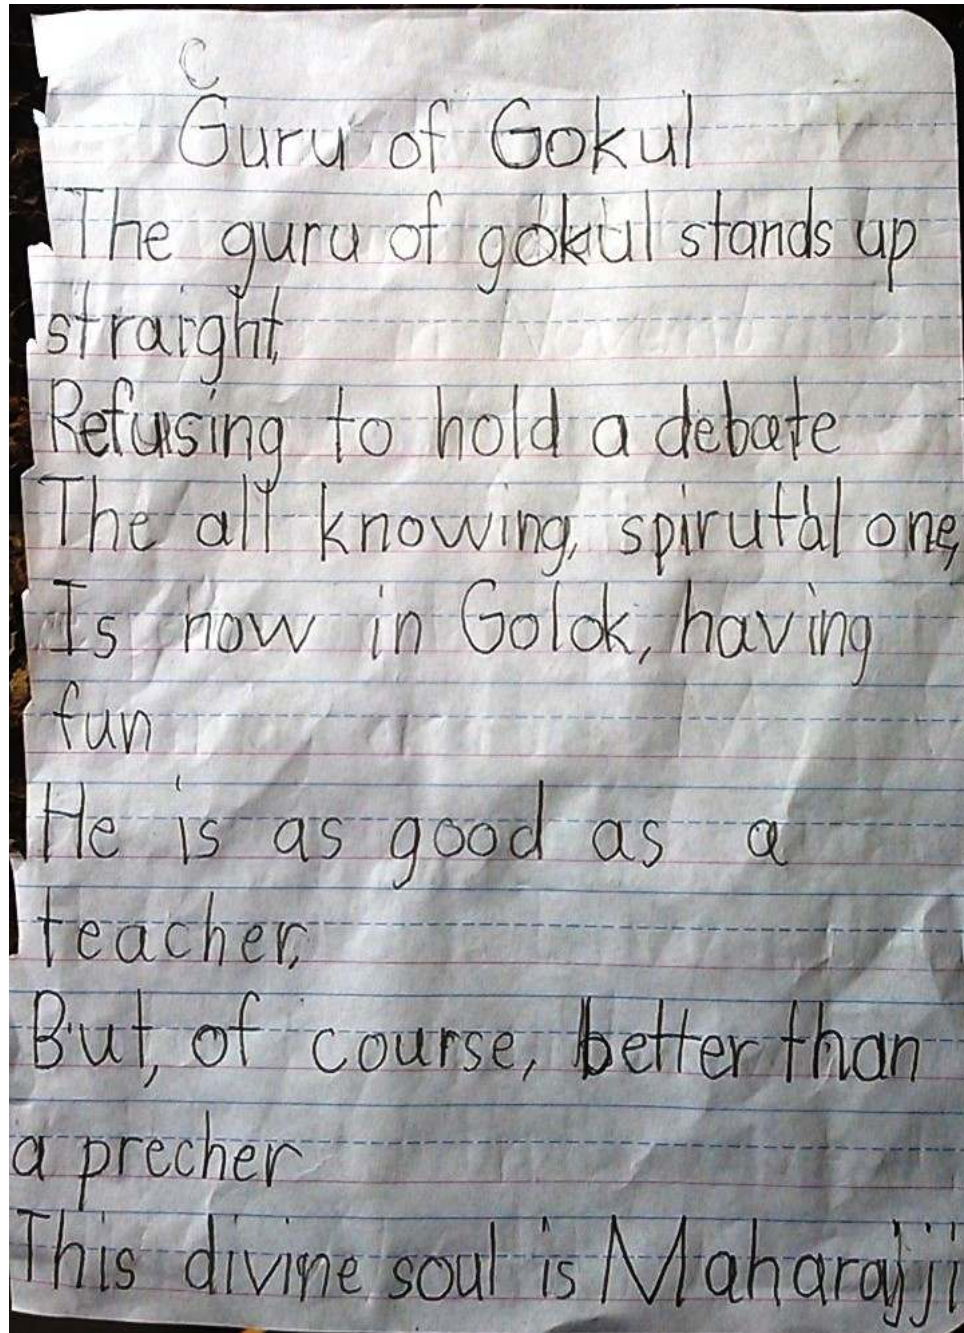 C
Guru of Gokul
The guru of gokul stands up
straight,
Refusing to hold a debate
The all knowing, spirutal one,
Is now in Golok, having
fun
He is as good as a
teacher,
But, of course, better than
a precher
This divine soul is Maharajji